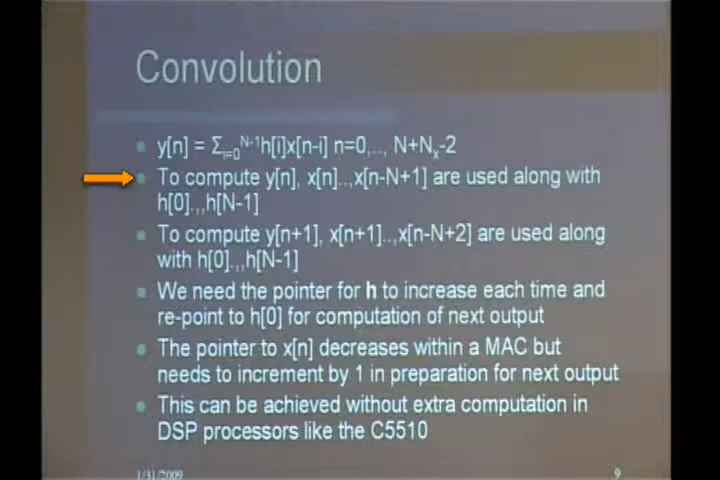 Convolution
y[n] = Σi=0N-1h[i]x[n-i] n=0,.., N+Nx-2
To compute y[n], x[n]..,x[n-N+1] are used along with
h[0].,,h[N-1]
To compute y[n+1], x[n+1]..,x[n-N+2] are used along
with h[0].,,h[N-1]
We need the pointer for h to increase each time and
re-point to h[0] for computation of next output
The pointer to x[n] decreases within a MAC but
needs to increment by 1 in preparation for next output
This can be achieved without extra computation in
DSP processors like the C5510
1/31/2009
9